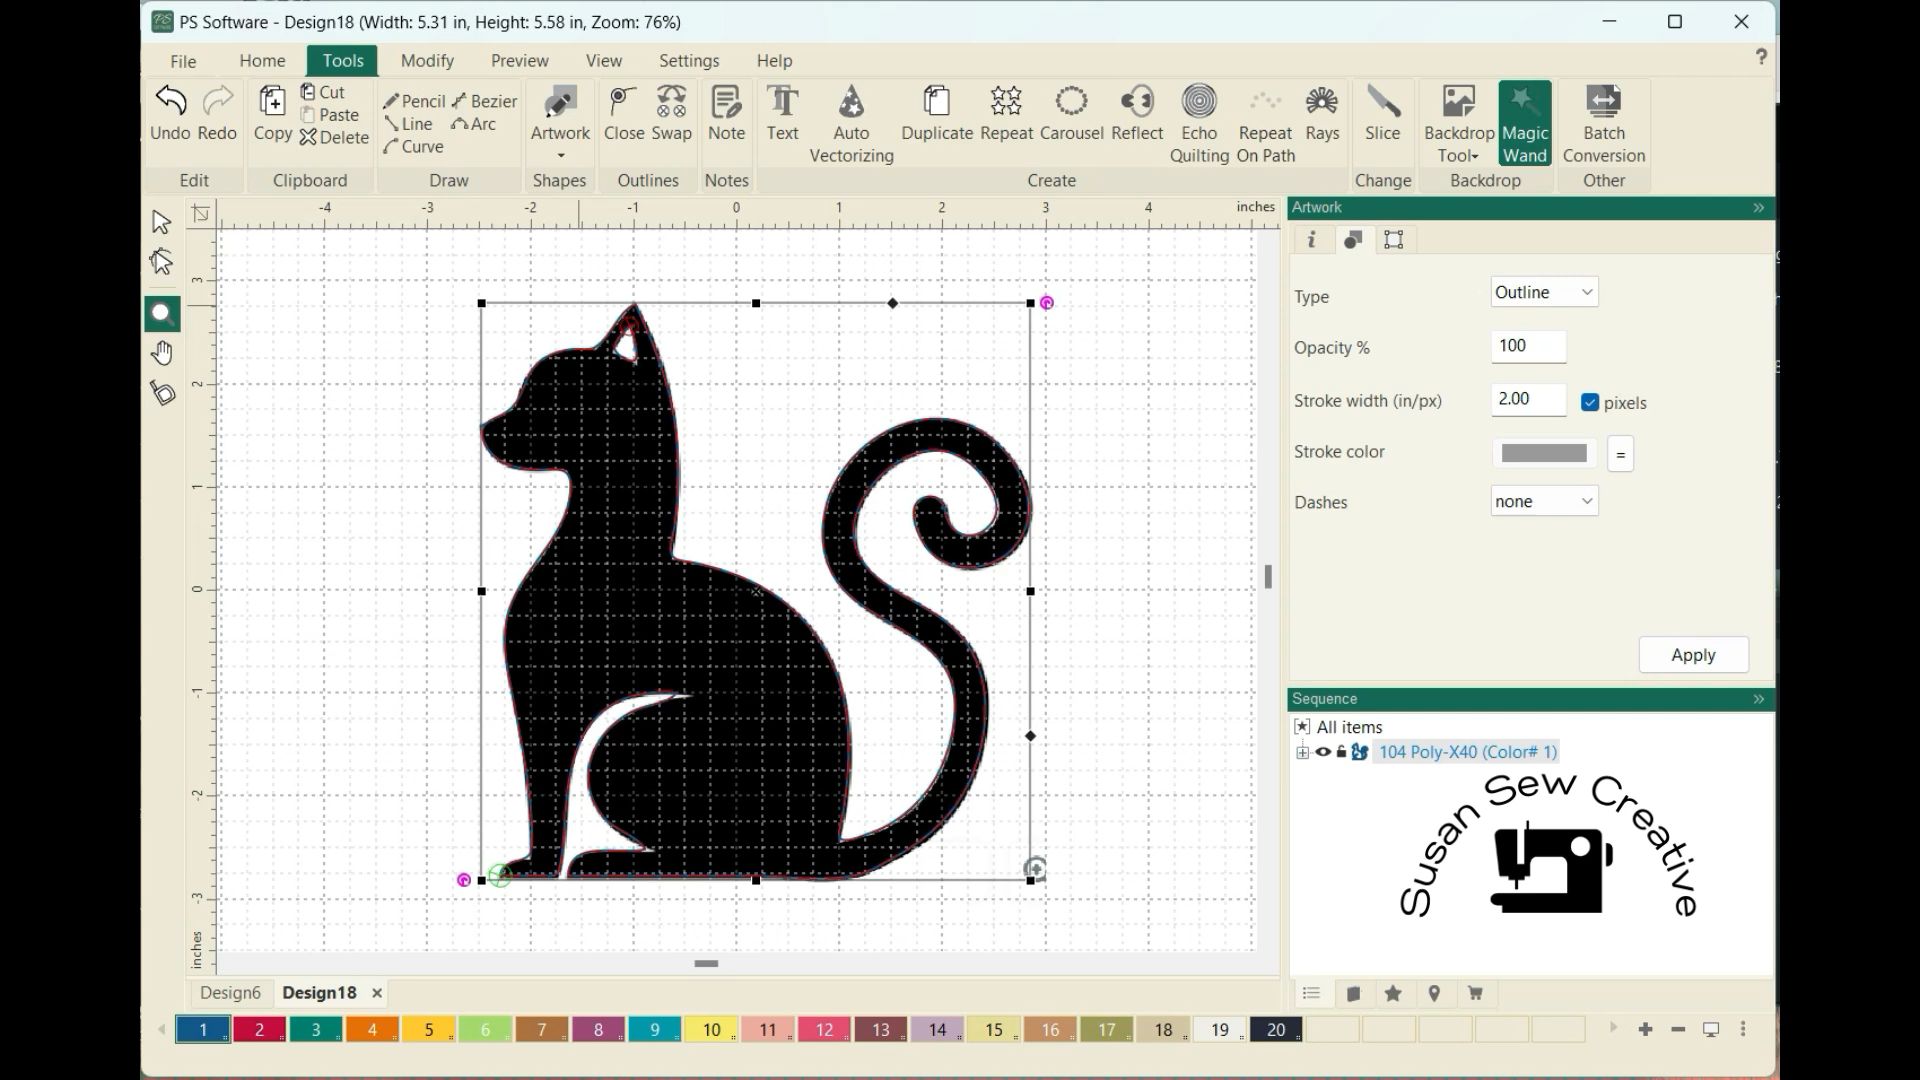 PS Software - Design18 (Width: 5.31 in, Height: 5.58 in, Zoom: 76%)
File Home Tools Modify Preview View Settings Help ?
Undo Redo
Edit
Copy Cut Paste Delete
Clipboard
Pencil Bezier
Line Arc
Curve
Draw
Artwork
Shapes
Close Swap
Outlines
Note
Notes
Text Auto Vectorizing Duplicate Repeat Carousel Reflect Echo Quilting Repeat On Path Rays
Create
Slice
Change
Backdrop Tool Magic Wand
Backdrop
Batch Conversion
Other
-4 -3 -2 -1 0 1 2 3 4 inches
3
2
1
0
-1
-2
-3
inches
Artwork
i
Type Outline
Opacity % 100
Stroke width (in/px) 2.00 pixels
Stroke color =
Dashes none
Apply
Sequence
All items
104 Poly-X40 (Color# 1)
Susan Sew Creative
Design6 Design18
1 2 3 4 5 6 7 8 9 10 11 12 13 14 15 16 17 18 19 20